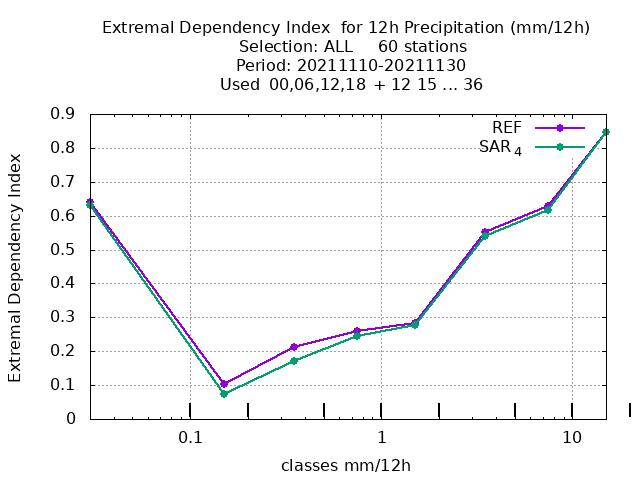 Extremal Dependency Index  for 12h Precipitation (mm/12h)
Selection: ALL     60 stations
Period: 20211110-20211130
Used  00,06,12,18  + 12 15 ... 36
0.9
0.8
0.7
0.6
0.5
0.4
0.3
0.2
0.1
0
Extremal Dependency Index
REF
SAR 4
0.1 1 10
classes mm/12h